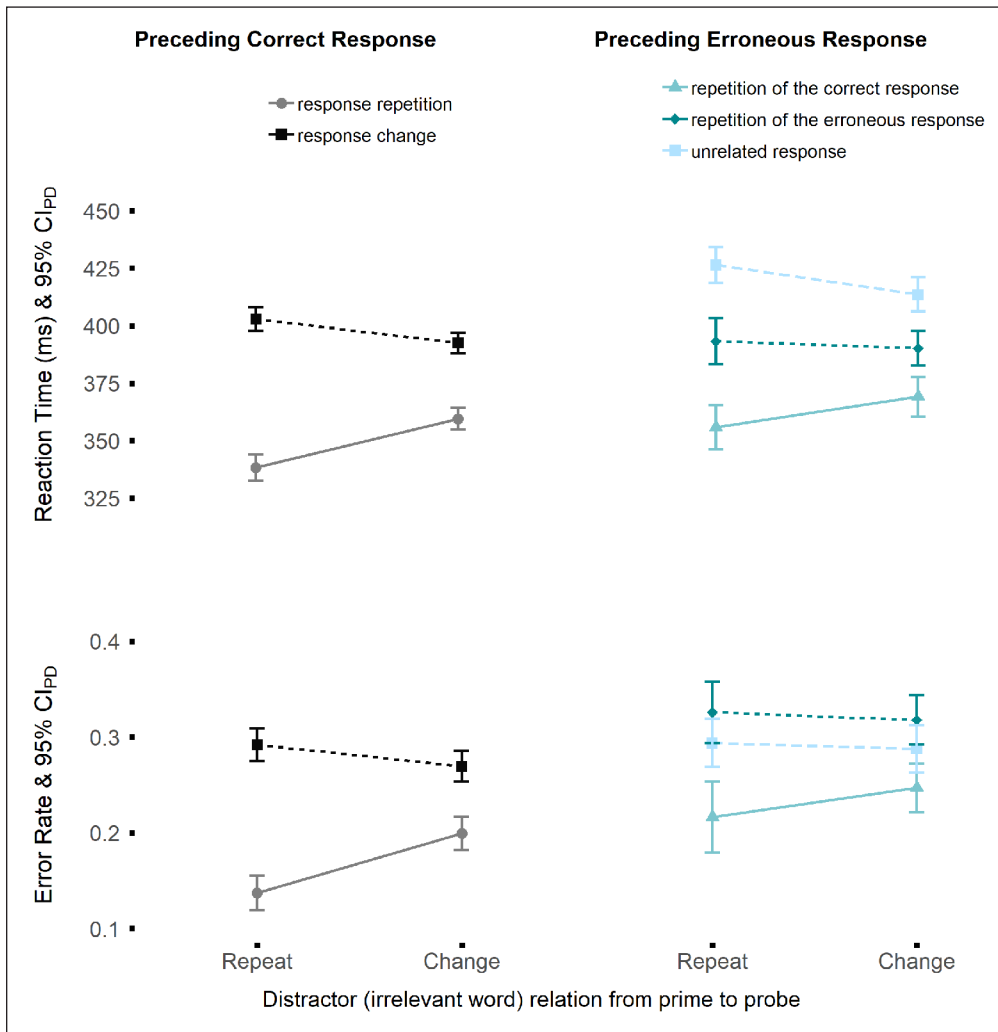 Preceding Correct Response
response repetition
response change
Preceding Erroneous Response
repetition of the correct response
repetition of the erroneous response
unrelated response
Reaction Time (ms) & 95% CIPD
450
425
400
375
350
325
Error Rate & 95% CIPD
0.4
0.3
0.2
0.1
Repeat Change Repeat Change
Distractor (irrelevant word) relation from prime to probe